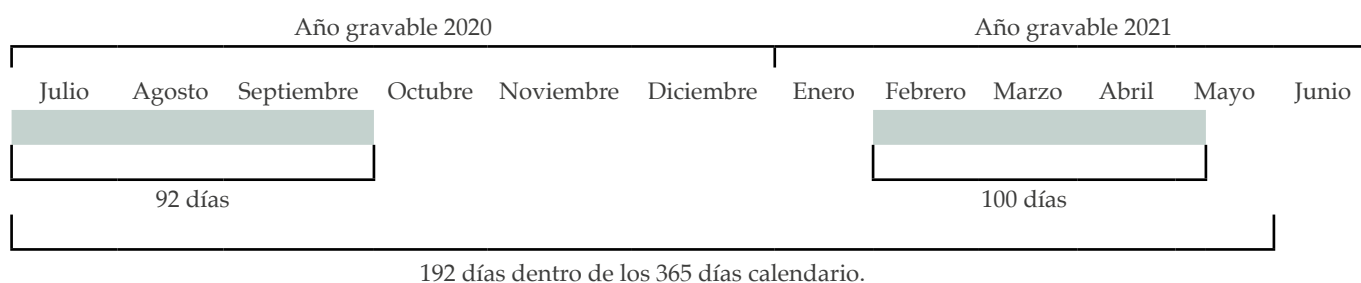 Año gravable 2020 Año gravable 2021
Julio Agosto Septiembre Octubre Noviembre Diciembre Enero Febrero Marzo Abril Mayo Junio
92 días 100 días
192 días dentro de los 365 días calendario.